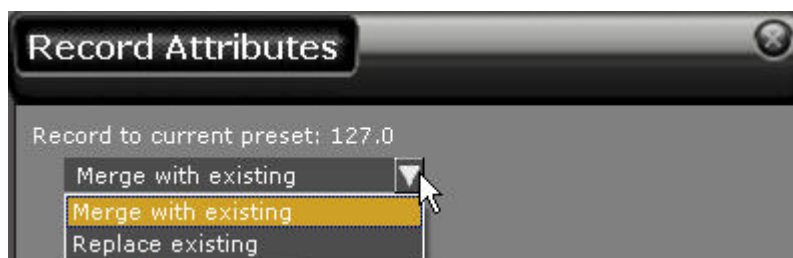 Record Attributes
Record to current preset: 127.0
Merge with existing
Merge with existing
Replace existing